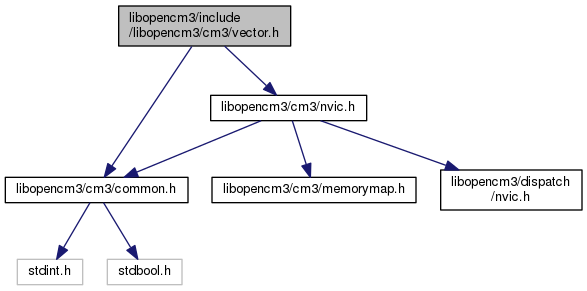 libopencm3/include
/libopencm3/cm3/vector.h
libopencm3/cm3/nvic.h
libopencm3/cm3/common.h
libopencm3/cm3/memorymap.h
libopencm3/dispatch
/nvic.h
stdint.h
stdbool.h